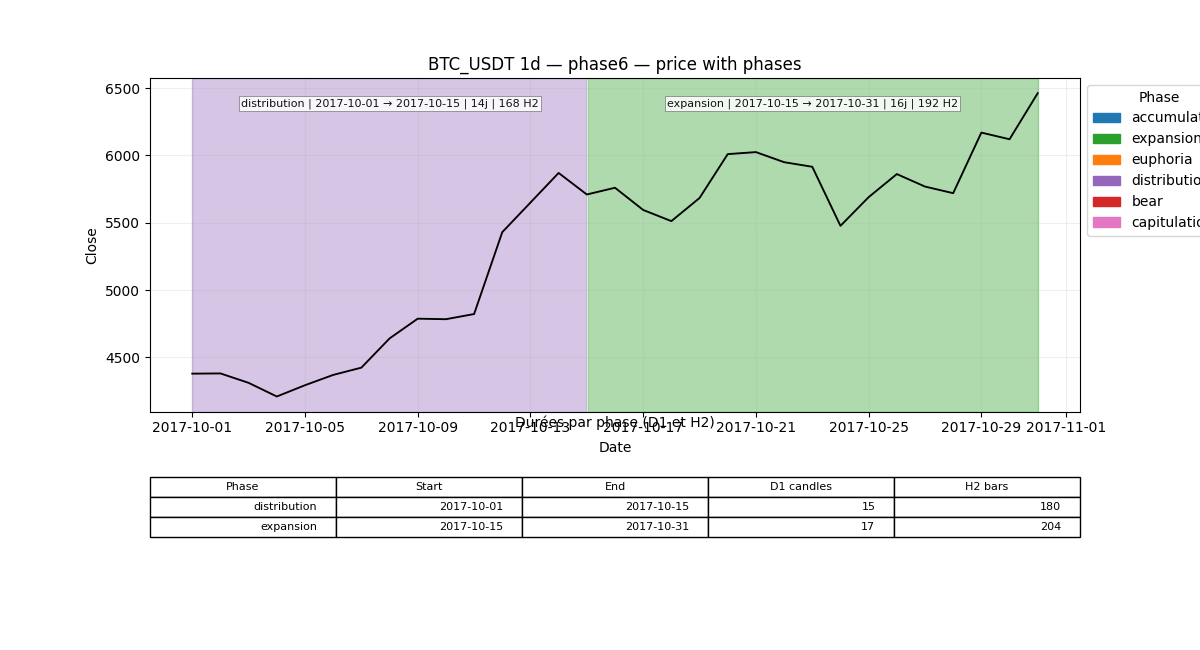 BTC_USDT 1d — phase6 — price with phases
distribution | 2017-10-01 → 2017-10-15 | 14j | 168 H2
expansion | 2017-10-15 → 2017-10-31 | 16j | 192 H2
Phase
accumulat
expansion
euphoria
distributio
bear
capitulatio
Close
6500
6000
5500
5000
4500
Durées par phase (D1 et H2)
2017-10-01 2017-10-05 2017-10-09 2017-10-13 2017-10-17 2017-10-21 2017-10-25 2017-10-29 2017-11-01
Date
Phase Start End D1 candles H2 bars
distribution 2017-10-01 2017-10-15 15 180
expansion 2017-10-15 2017-10-31 17 204